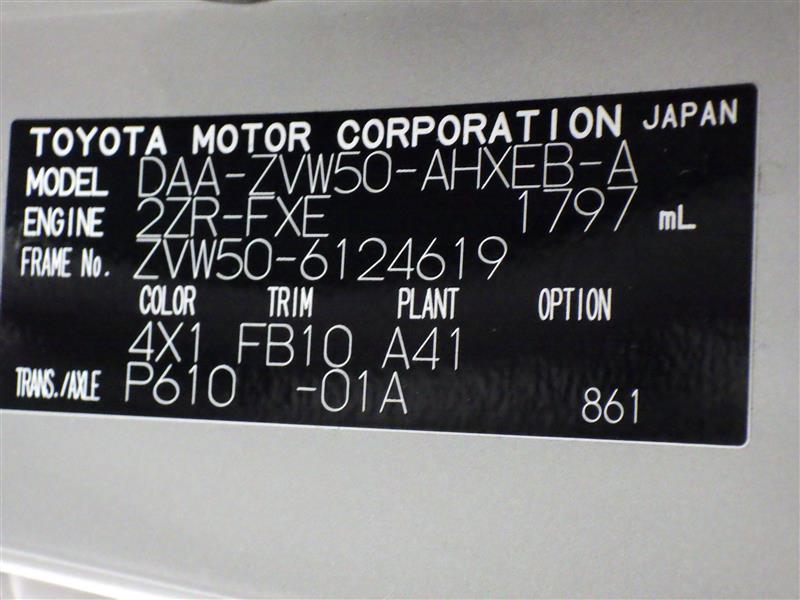 TOYOTA MOTOR CORPORATION JAPAN
MODEL DAA-ZVW50-AHXEB-A
ENGINE 2ZR-FXE 1797 mL
FRAME No. ZVW50-6124619
COLOR TRIM PLANT OPTION
4X1 FB10 A41
TRANS./AXLE P610 -01A 861